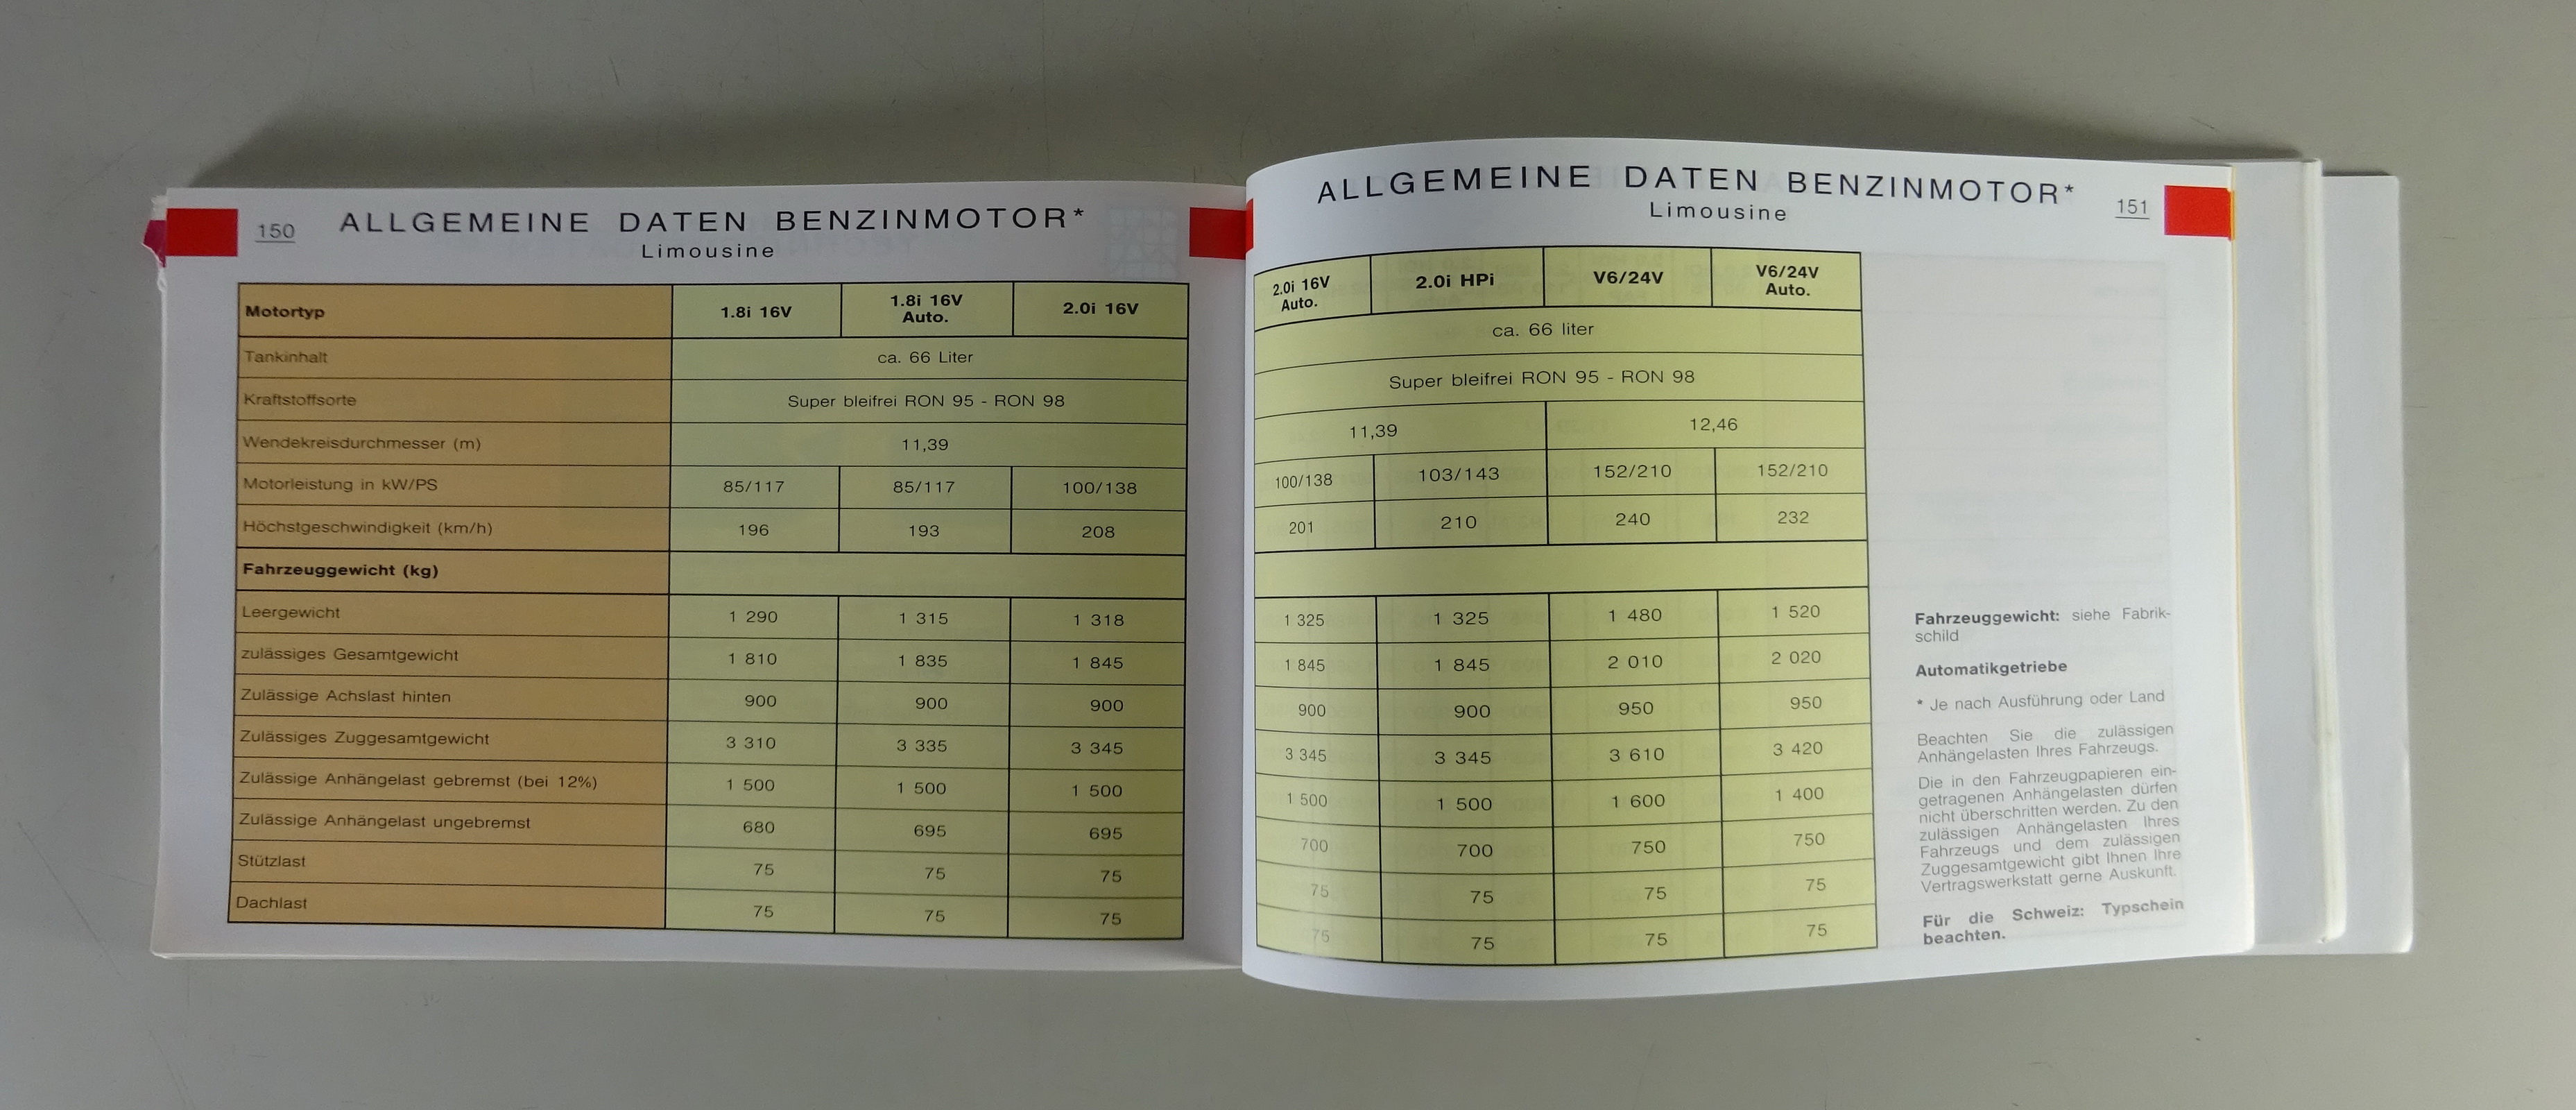 150
ALLGEMEINE DATEN BENZINMOTOR*
Limousine
Motortyp 1.8i 16V 1.8i 16V Auto. 2.0i 16V
Tankinhalt ca. 66 Liter
Kraftstoffsorte Super bleifrei RON 95 - RON 98
Wendekreisdurchmesser (m) 11,39
Motorleistung in kW/PS 85/117 85/117 100/138
Höchstgeschwindigkeit (km/h) 196 193 208
Fahrzeuggewicht (kg)
Leergewicht 1 290 1 315 1 318
zulässiges Gesamtgewicht 1 810 1 835 1 845
Zulässige Achslast hinten 900 900 900
Zulässiges Zuggesamtgewicht 3 310 3 335 3 345
Zulässige Anhängelast gebremst (bei 12%) 1 500 1 500 1 500
Zulässige Anhängelast ungebremst 680 695 695
Stützlast 75 75 75
Dachlast 75 75 75
ALLGEMEINE DATEN BENZINMOTOR*
Limousine
151
2.0i 16V Auto. 2.0i HPi V6/24V V6/24V Auto.
ca. 66 liter
Super bleifrei RON 95 - RON 98
11,39 12,46
100/138 103/143 152/210 152/210
201 210 240 232
1 325 1 325 1 480 1 520
1 845 1 845 2 010 2 020
900 900 950 950
3 345 3 345 3 610 3 420
1 500 1 500 1 600 1 400
700 700 750 750
75 75 75 75
75 75 75 75
Fahrzeuggewicht: siehe Fabrik-
schild
Automatikgetriebe
* Je nach Ausführung oder Land
Beachten Sie die zulässigen
Anhängelasten Ihres Fahrzeugs.
Die in den Fahrzeugpapieren ein-
getragenen Anhängelasten dürfen
nicht überschritten werden. Zu den
zulässigen Anhängelasten Ihres
Fahrzeugs und dem zulässigen
Zuggesamtgewicht gibt Ihnen Ihre
Vertragswerkstatt gerne Auskunft.
Für die Schweiz: Typschein
beachten.